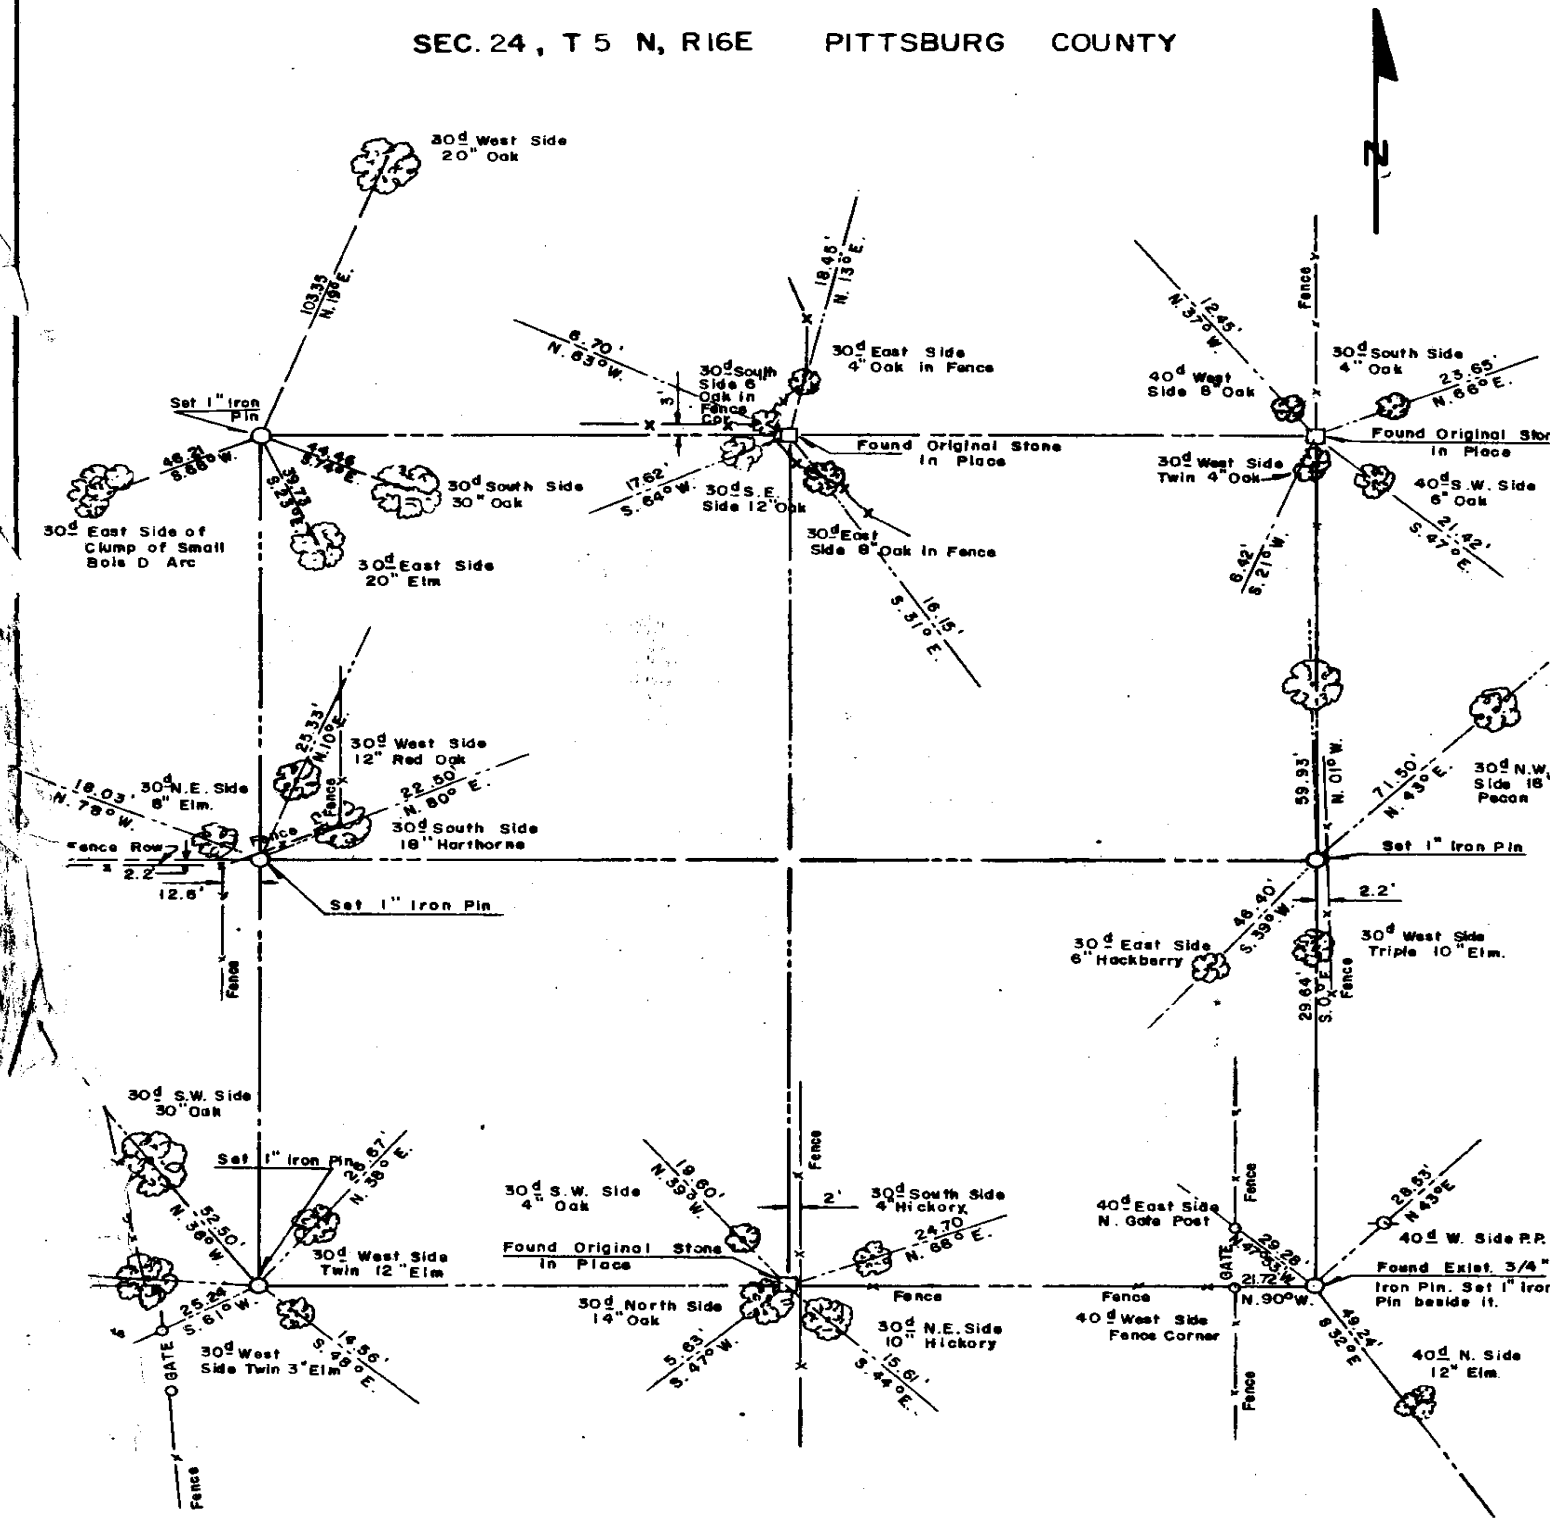 SEC. 24, T 5 N, R16E PITTSBURG COUNTY
N
30d West Side
20" Oak
103.35
N. 19° E.
Set 1" Iron
Pin
S. 66° W.
44.46
S. 74° E.
39.73
S. 23° E.
30d South Side
30" Oak
30d East Side of
Clump of Small
Bois D Arc
30d East Side
20" Elm
18.45'
N. 13° E.
N. 63° W.
30d South
Side 6
Oak in
Fence
Cor.
3'
30d East Side
4" Oak in Fence
Found Original Stone
In Place
17.62'
S. 64° W.
30d S.E.
Side 12" Oak
30d East
Side 8" Oak in Fence
16.15'
S. 31° E.
12.45'
N. 37° W.
Fence
40d West
Side 8" Oak
30d South Side
4" Oak
23.65'
N. 66° E.
Found Original Stor
In Place
30d West Side
Twin 4" Oak
40d S.W. Side
6" Oak
21.42'
S. 47° E.
S. 21° W.
25.33'
N. 10° E.
30d West Side
12" Red Oak
22.50'
N. 80° E.
Fence
18.03'
N. 78° W.
30d N.E. Side
8" Elm.
Fence
30d South Side
18" Harthorne
Fence Row
2.2
12.6'
Set 1" Iron Pin
Fence
59.93'
N. 01° W.
71.50'
N. 43° E.
30d N.W.
Side 18"
Pecan
Set 1" Iron Pin
2.2'
S. 39° W.
30d East Side
6" Hackberry
30d West Side
Triple 10" Elm.
29.64'
S. 0° E.
Fence
30d S.W. Side
30" Oak
Set 1" Iron Pin
N. 38° E.
52.50'
N. 36° W.
30d West Side
Twin 12" Elm
25.24'
S. 61° W.
GATE
30d West
Side Twin 3" Elm
14.56'
S. 48° E.
Fence
19.60'
N. 39° W.
Fence
2'
30d S.W. Side
4" Oak
30d South Side
4" Hickory
24.70
N. 68° E.
Found Original Stone
In Place
Fence
30d North Side
14" Oak
5.63'
S. 47° W.
30d N.E. Side
10" Hickory
15.61'
S. 44° E.
Fence
40d East Side
N. Gate Post
29.28'
GATE
21.72
N. 90° W.
N 43° E
40d W. Side P.P.
Found Exist. 3/4"
Iron Pin. Set 1" Iron
Pin beside it.
Fence
40d West Side
Fence Corner
Fence
49.24'
S 32° E
40d N. Side
12" Elm